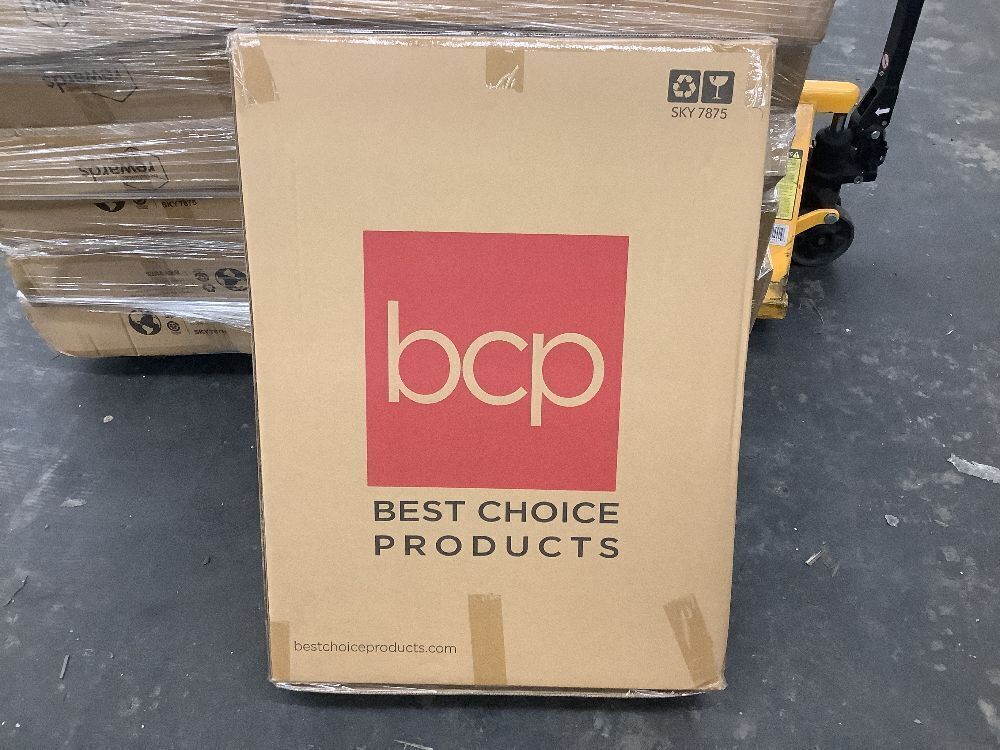 SKY 7875
bcp
BEST CHOICE
PRODUCTS
bestchoiceproducts.com
rewards
rewards
SKY7875